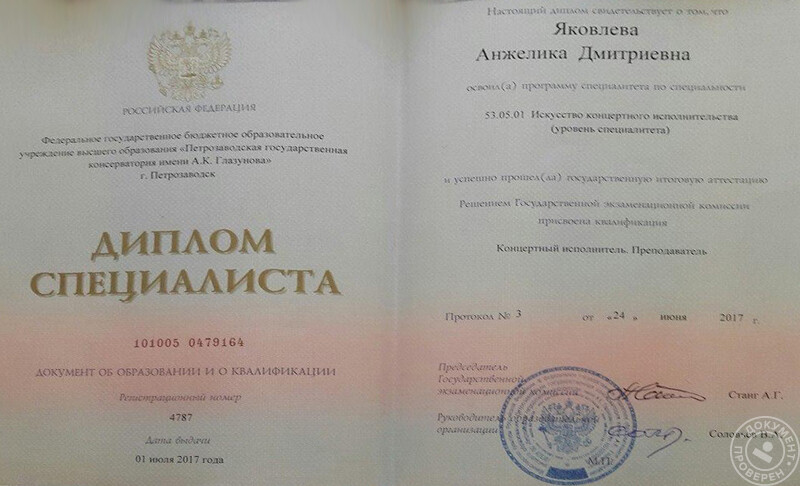 РОССИЙСКАЯ ФЕДЕРАЦИЯ
Федеральное государственное бюджетное образовательное
учреждение высшего образования «Петрозаводская государственная
консерватория имени А.К. Глазунова»
г. Петрозаводск
ДИПЛОМ
СПЕЦИАЛИСТА
101005 0479164
ДОКУМЕНТ ОБ ОБРАЗОВАНИИ И О КВАЛИФИКАЦИИ
Регистрационный номер
4787
Дата выдачи
01 июля 2017 года
Настоящий диплом свидетельствует о том, что
Яковлева
Анжелика Дмитриевна
освоил(а) программу специалитета по специальности
53.05.01 Искусство концертного исполнительства
(уровень специалитета)
и успешно прошел(ла) государственную итоговую аттестацию
Решением Государственной экзаменационной комиссии
присвоена квалификация
Концертный исполнитель. Преподаватель
Протокол № 3 от «24» июня 2017 г.
Председатель
Государственной
экзаменационной комиссии Станг А.Г.
Руководитель образовательной
организации Соловьев В.А.
М.П.
ДОКУМЕНТ
ПРОВЕРЕН